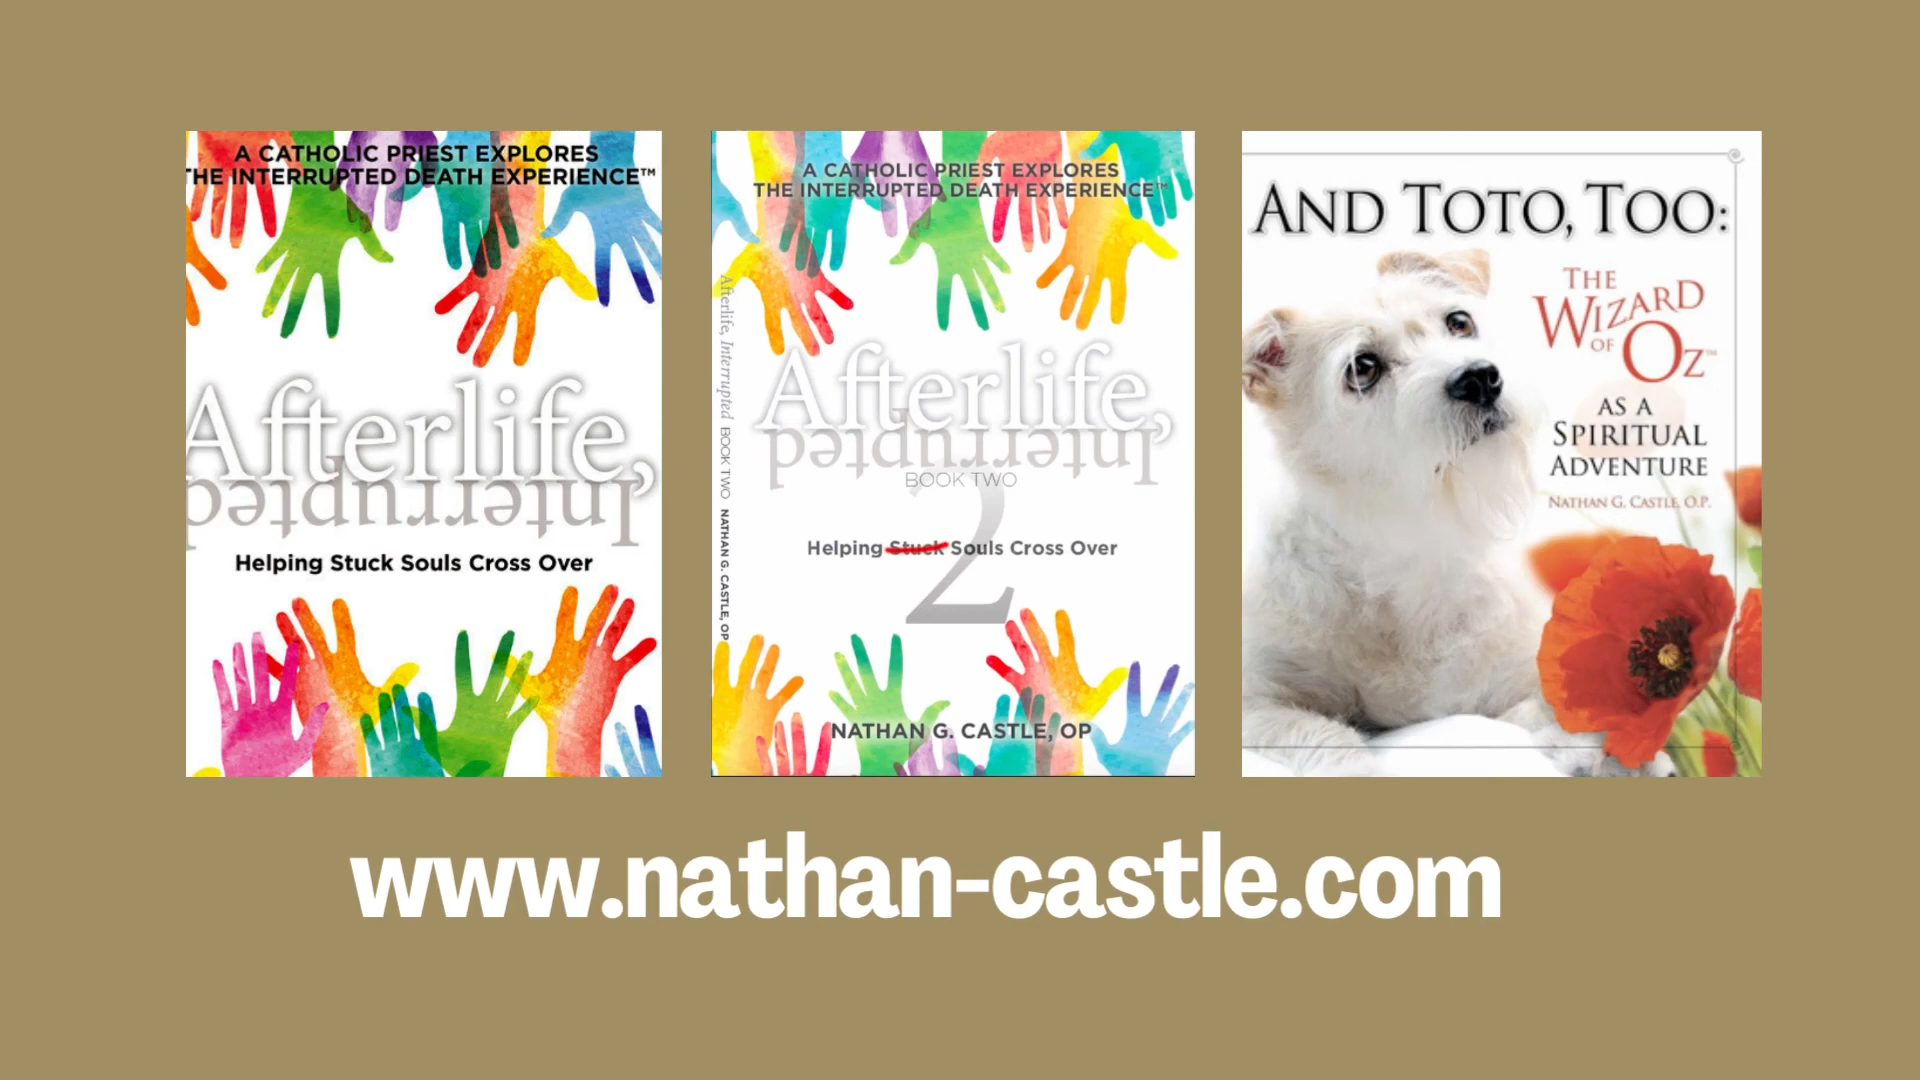 A CATHOLIC PRIEST EXPLORES
THE INTERRUPTED DEATH EXPERIENCE™
Afterlife,
Interrupted
Helping Stuck Souls Cross Over
A CATHOLIC PRIEST EXPLORES
THE INTERRUPTED DEATH EXPERIENCE™
Afterlife, Interrupted BOOK TWO NATHAN G. CASTLE, OP
Afterlife,
Interrupted
BOOK TWO
2
Helping Stuck Souls Cross Over
NATHAN G. CASTLE, OP
AND TOTO, TOO:
THE
WIZARD
OF OZ™
AS A
SPIRITUAL
ADVENTURE
NATHAN G. CASTLE, O.P.
www.nathan-castle.com